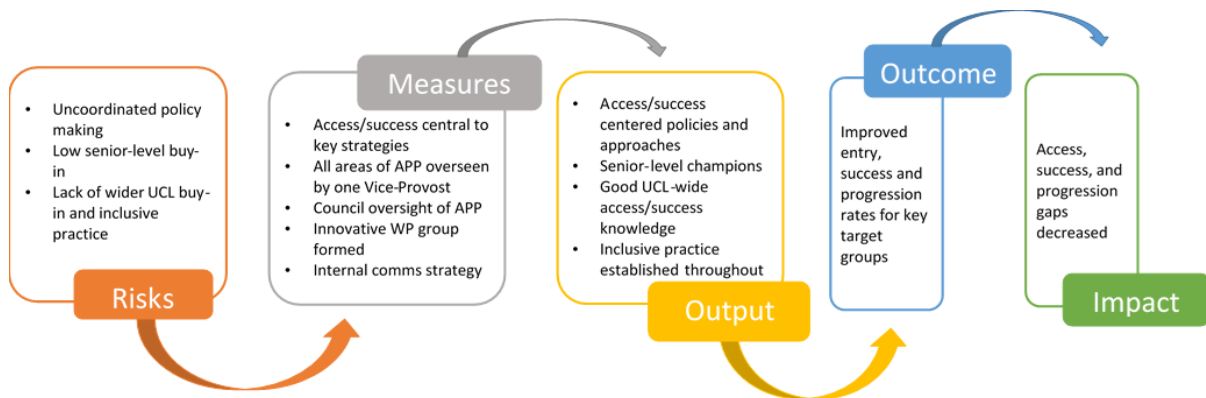 • Uncoordinated policy
making
• Low senior-level buy-
in
• Lack of wider UCL buy-
in and inclusive
practice
Risks
Measures
• Access/success central to
key strategies
• All areas of APP overseen
by one Vice-Provost
• Council oversight of APP
• Innovative WP group
formed
• Internal comms strategy
• Access/success
centered policies and
approaches
• Senior-level champions
• Good UCL-wide
access/success
knowledge
• Inclusive practice
established throughout
Output
Outcome
Improved
entry,
success and
progression
rates for key
target
groups
Access,
success, and
progression
gaps
decreased
Impact